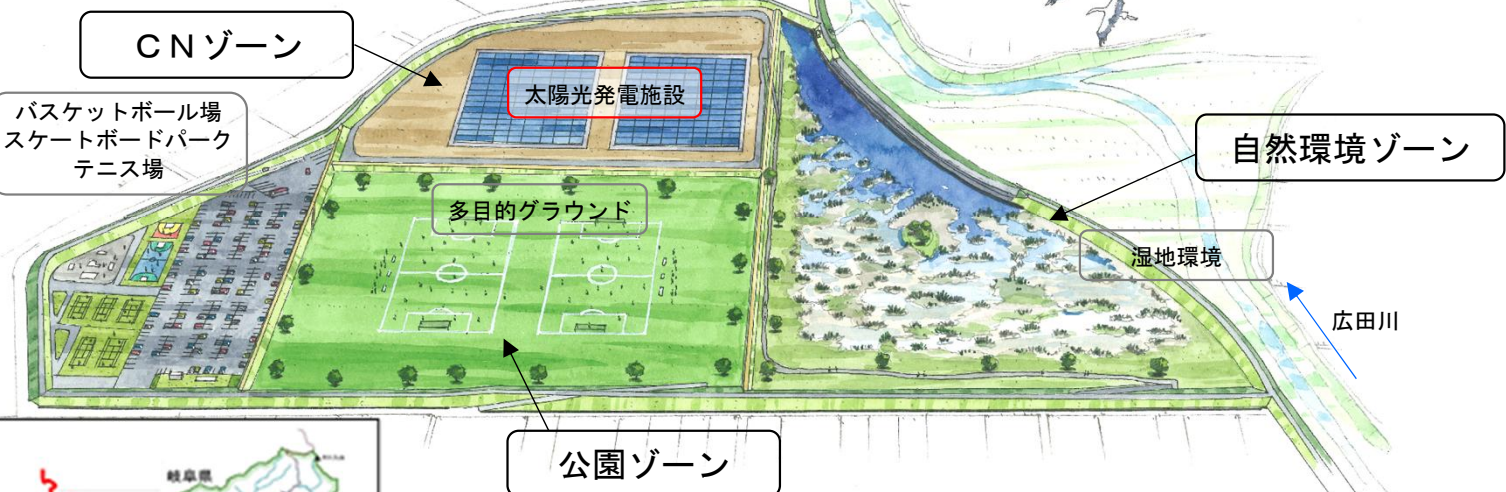 ＣＮゾーン
太陽光発電施設
バスケットボール場
スケートボードパーク
テニス場
自然環境ゾーン
多目的グラウンド
湿地環境
広田川
公園ゾーン
岐阜県